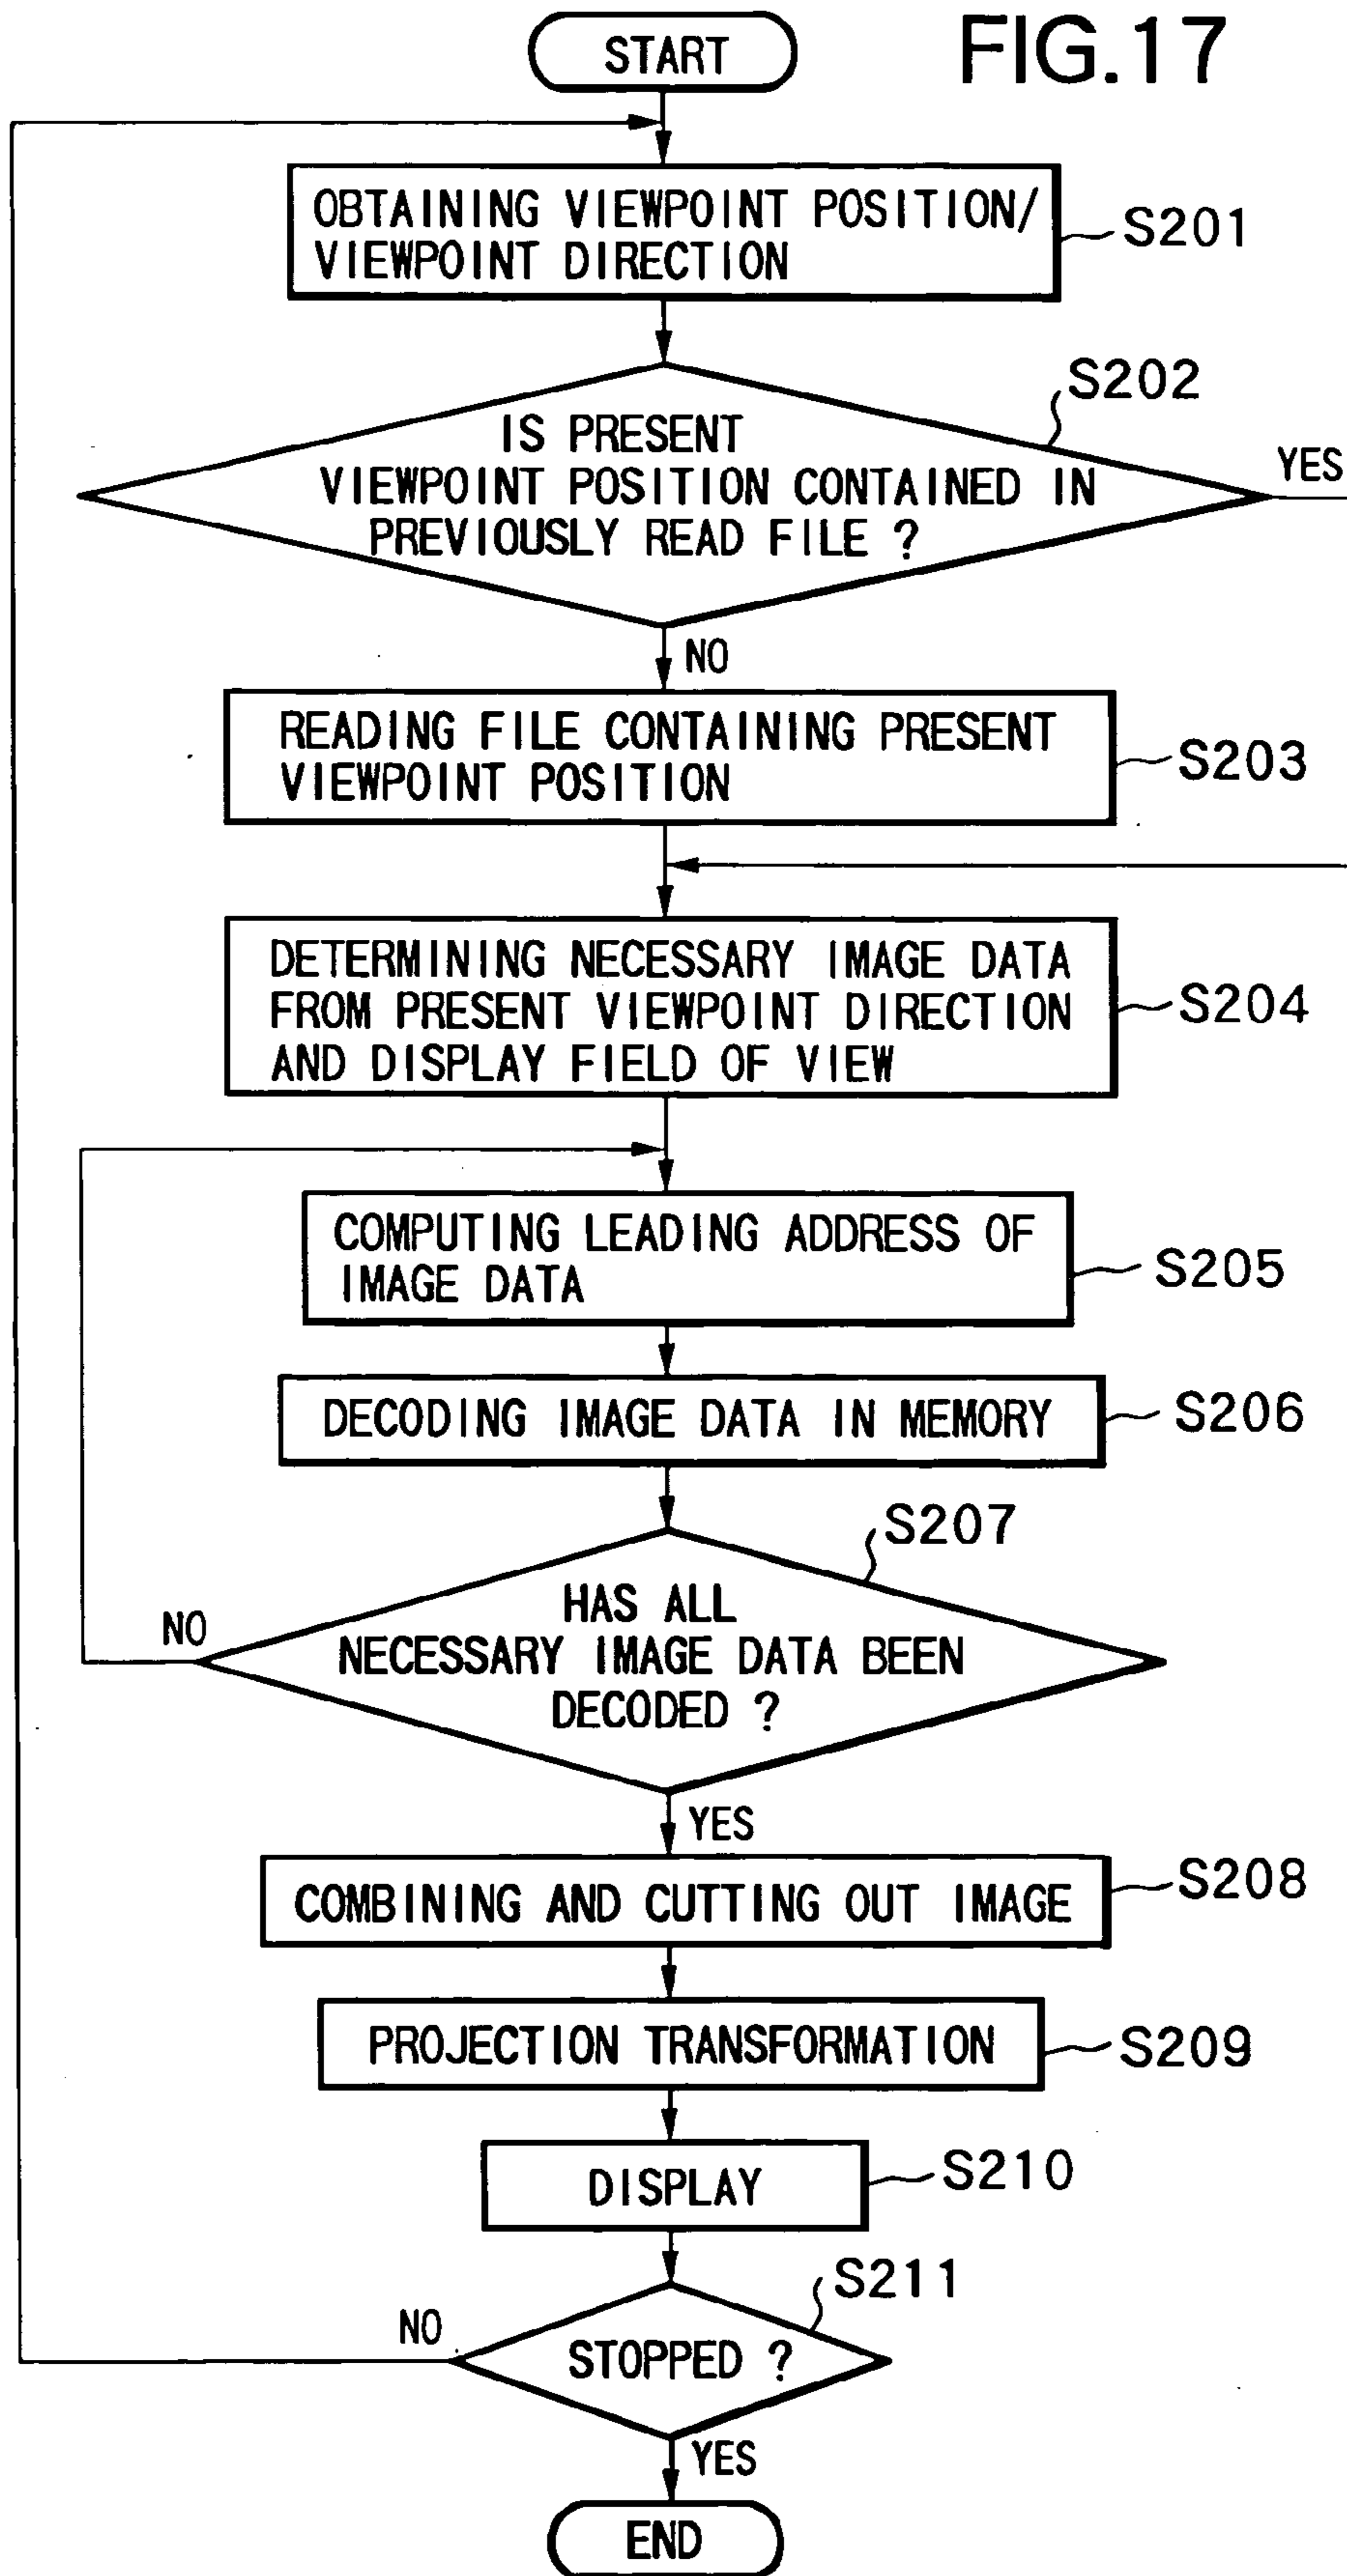 FIG.17
START
OBTAINING VIEWPOINT POSITION/
VIEWPOINT DIRECTION
S201
S202
IS PRESENT
VIEWPOINT POSITION CONTAINED IN
PREVIOUSLY READ FILE ?
YES
NO
READING FILE CONTAINING PRESENT
VIEWPOINT POSITION
S203
DETERMINING NECESSARY IMAGE DATA
FROM PRESENT VIEWPOINT DIRECTION
AND DISPLAY FIELD OF VIEW
S204
COMPUTING LEADING ADDRESS OF
IMAGE DATA
S205
DECODING IMAGE DATA IN MEMORY
S206
S207
HAS ALL
NECESSARY IMAGE DATA BEEN
DECODED ?
NO
YES
COMBINING AND CUTTING OUT IMAGE
S208
PROJECTION TRANSFORMATION
S209
DISPLAY
S210
S211
STOPPED ?
NO
YES
END